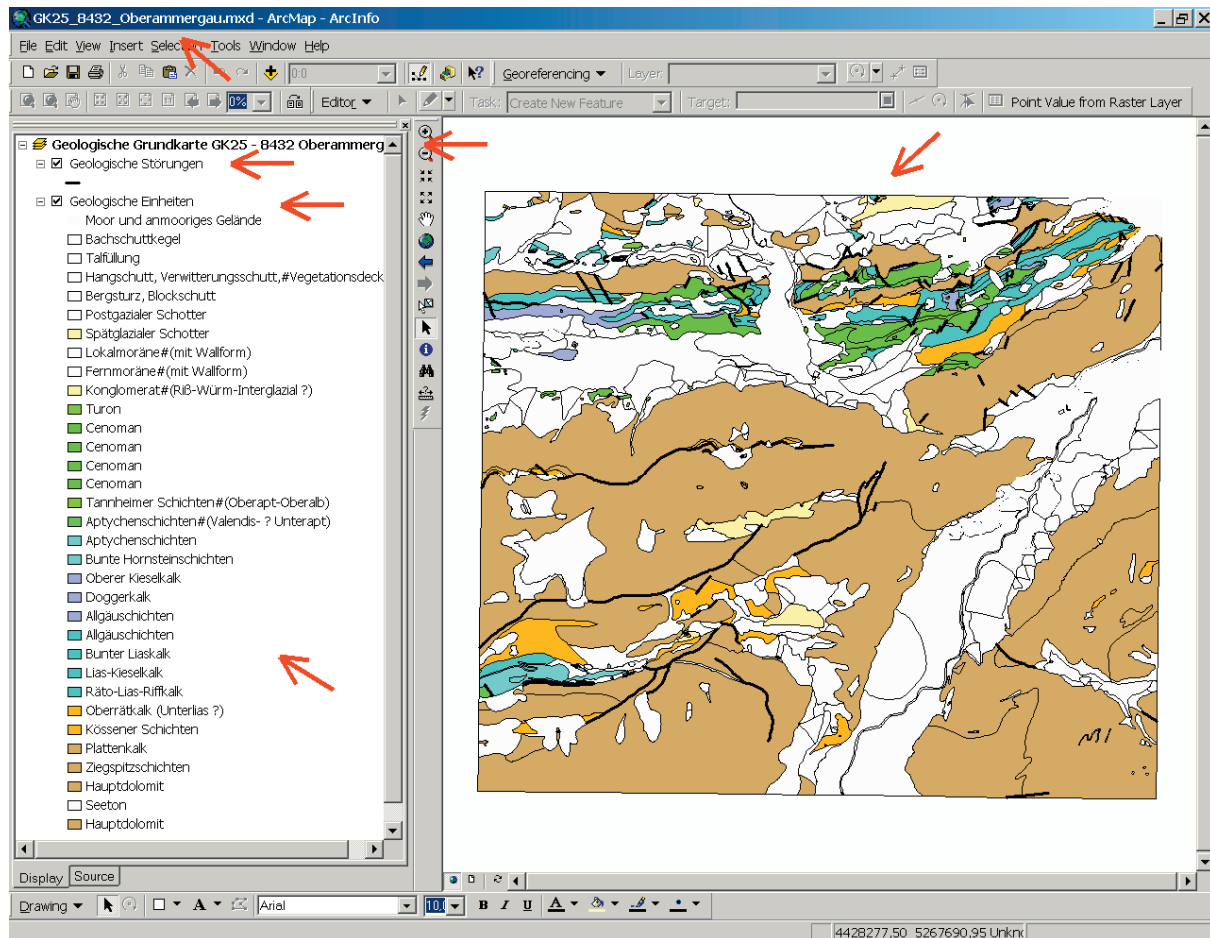 GK25_8432_Oberammergau.mxd - ArcMap - ArcInfo
File Edit View Insert Selection Tools Window Help
0:0 Georeferencing Layer:
0% Editor Task: Create New Feature Target: Point Value from Raster Layer
Geologische Grundkarte GK25 - 8432 Oberammerg
Geologische Störungen
Geologische Einheiten
Moor und anmooriges Gelände
Bachschuttkegel
Talfüllung
Hangschutt, Verwitterungsschutt,#Vegetationsdeck
Bergsturz, Blockschutt
Postgazialer Schotter
Spätglazialer Schotter
Lokalmoräne#(mit Wallform)
Fernmoräne#(mit Wallform)
Konglomerat#(Riß-Würm-Interglazial ?)
Turon
Cenoman
Cenoman
Cenoman
Cenoman
Tannheimer Schichten#(Oberapt-Oberalb)
Aptychenschichten#(Valendis- ? Unterapt)
Aptychenschichten
Bunte Hornsteinschichten
Oberer Kieselkalk
Doggerkalk
Allgäuschichten
Allgäuschichten
Bunter Liaskalk
Lias-Kieselkalk
Räto-Lias-Riffkalk
Oberrätkalk (Unterlias ?)
Kössener Schichten
Plattenkalk
Ziegspitzschichten
Hauptdolomit
Seeton
Hauptdolomit
Display Source
Drawing A Arial 10 B I U A
4428277,50 5267690,95 Unkn